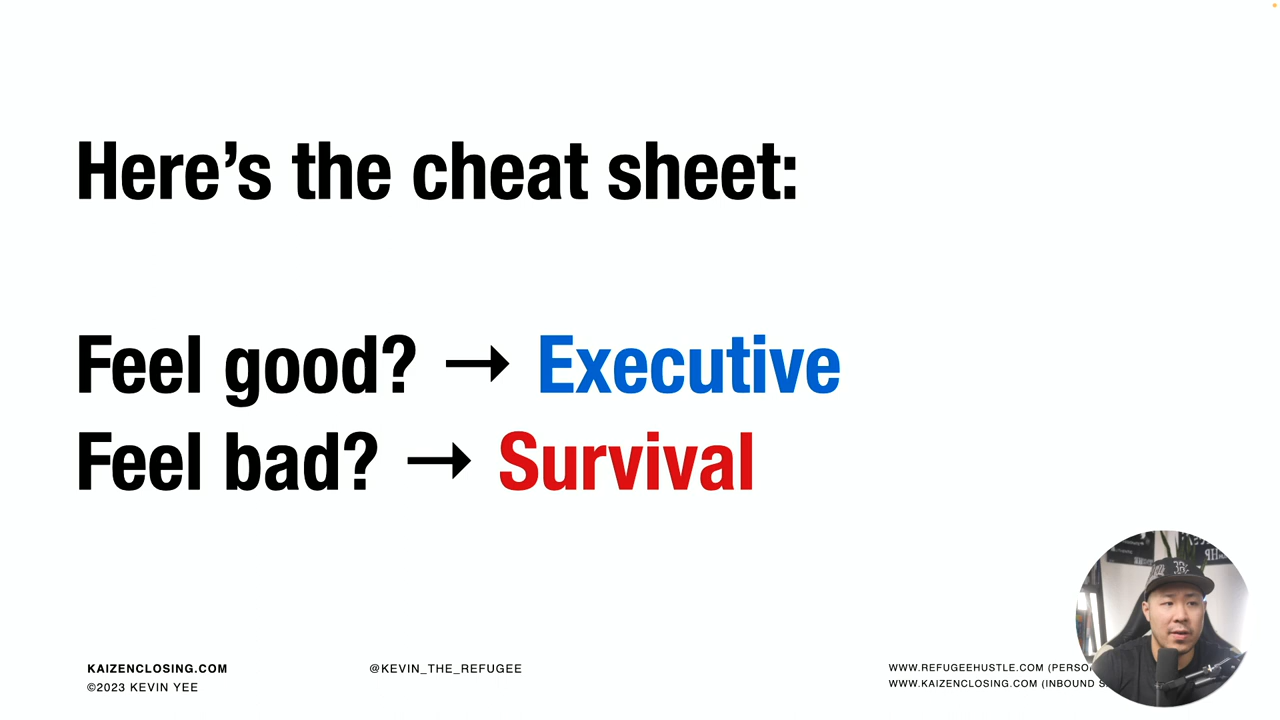 Here’s the cheat sheet:
Feel good? → Executive
Feel bad? → Survival
KAIZENCLOSING.COM
©2023 KEVIN YEE
@KEVIN_THE_REFUGEE
WWW.REFUGEEHUSTLE.COM
WWW.KAIZENCLOSING.COM (INBOUND